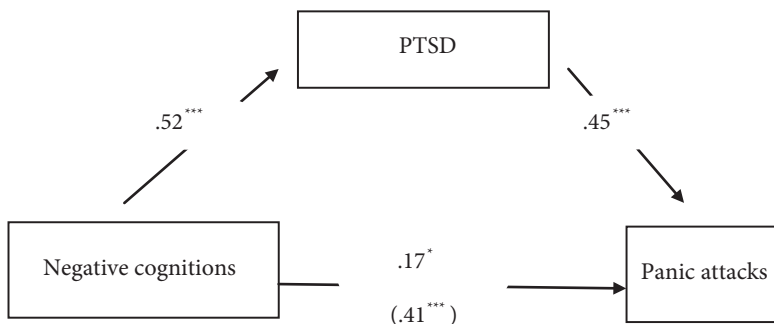 PTSD
.52***
.45***
Negative cognitions
.17*
(.41***)
Panic attacks